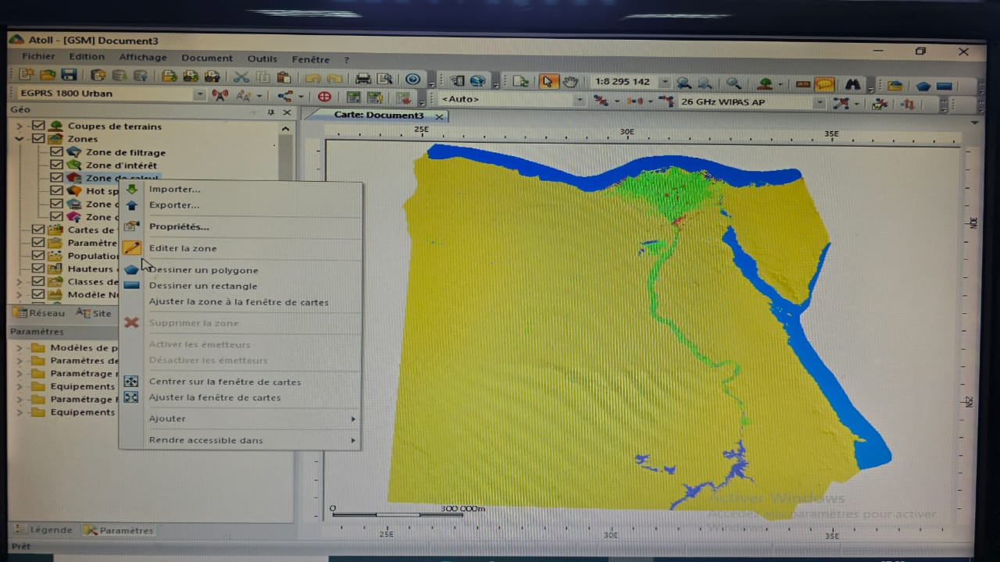 Atoll - [GSM] Document3
Fichier Edition Affichage Document Outils Fenêtre ?
1:8 295 142
EGPRS 1800 Urban
<Auto>
26 GHz WIPAS AP
Géo
Carte: Document3
Coupes de terrains
Zones
Zone de filtrage
Zone d'intérêt
Zone de calcul
Hot sp
Zone
Zone
Cartes de
Paramètre
Population
Hauteurs
Classes de
Modèle Nu
Réseau Site
Paramètres
Modèles de p
Paramètres de
Paramétrage r
Equipements
Paramétrage
Equipements
Importer...
Exporter...
Propriétés...
Editer la zone
Dessiner un polygone
Dessiner un rectangle
Ajuster la zone à la fenêtre de cartes
Supprimer la zone
Activer les émetteurs
Désactiver les émetteurs
Centrer sur la fenêtre de cartes
Ajuster la fenêtre de cartes
Ajouter
Rendre accessible dans
25E 30E 35E
30N
25N
0 300 000m
25E 30E 35E
Activer Windows
Accédez aux paramètres pour activer
Windows.
Légende Paramètres
Prêt